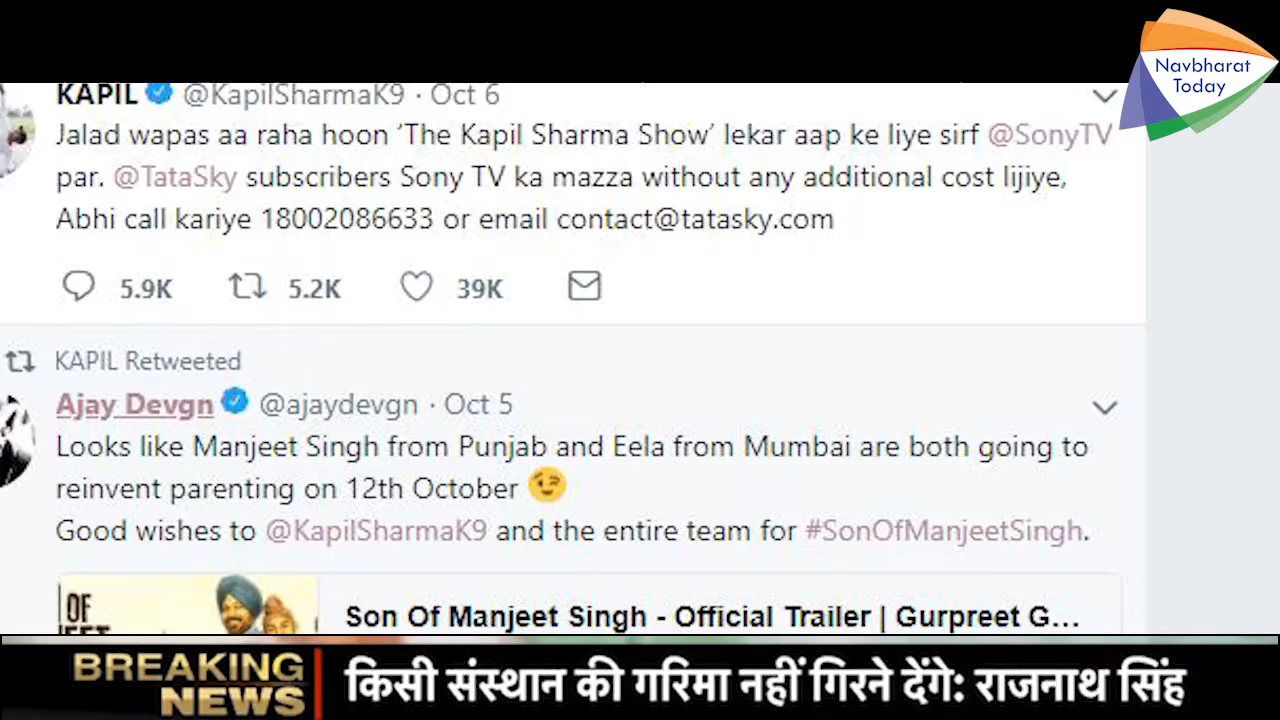 Navbharat
Today
KAPIL @KapilSharmaK9 · Oct 6
Jalad wapas aa raha hoon ‘The Kapil Sharma Show’ lekar aap ke liye sirf @SonyTV
par. @TataSky subscribers Sony TV ka mazza without any additional cost lijiye,
Abhi call kariye 18002086633 or email contact@tatasky.com
5.9K 5.2K 39K
KAPIL Retweeted
Ajay Devgn @ajaydevgn · Oct 5
Looks like Manjeet Singh from Punjab and Eela from Mumbai are both going to
reinvent parenting on 12th October 😉
Good wishes to @KapilSharmaK9 and the entire team for #SonOfManjeetSingh.
OF
Son Of Manjeet Singh - Official Trailer | Gurpreet G...
BREAKING
NEWS
किसी संस्थान की गरिमा नहीं गिरने देंगे: राजनाथ सिंह